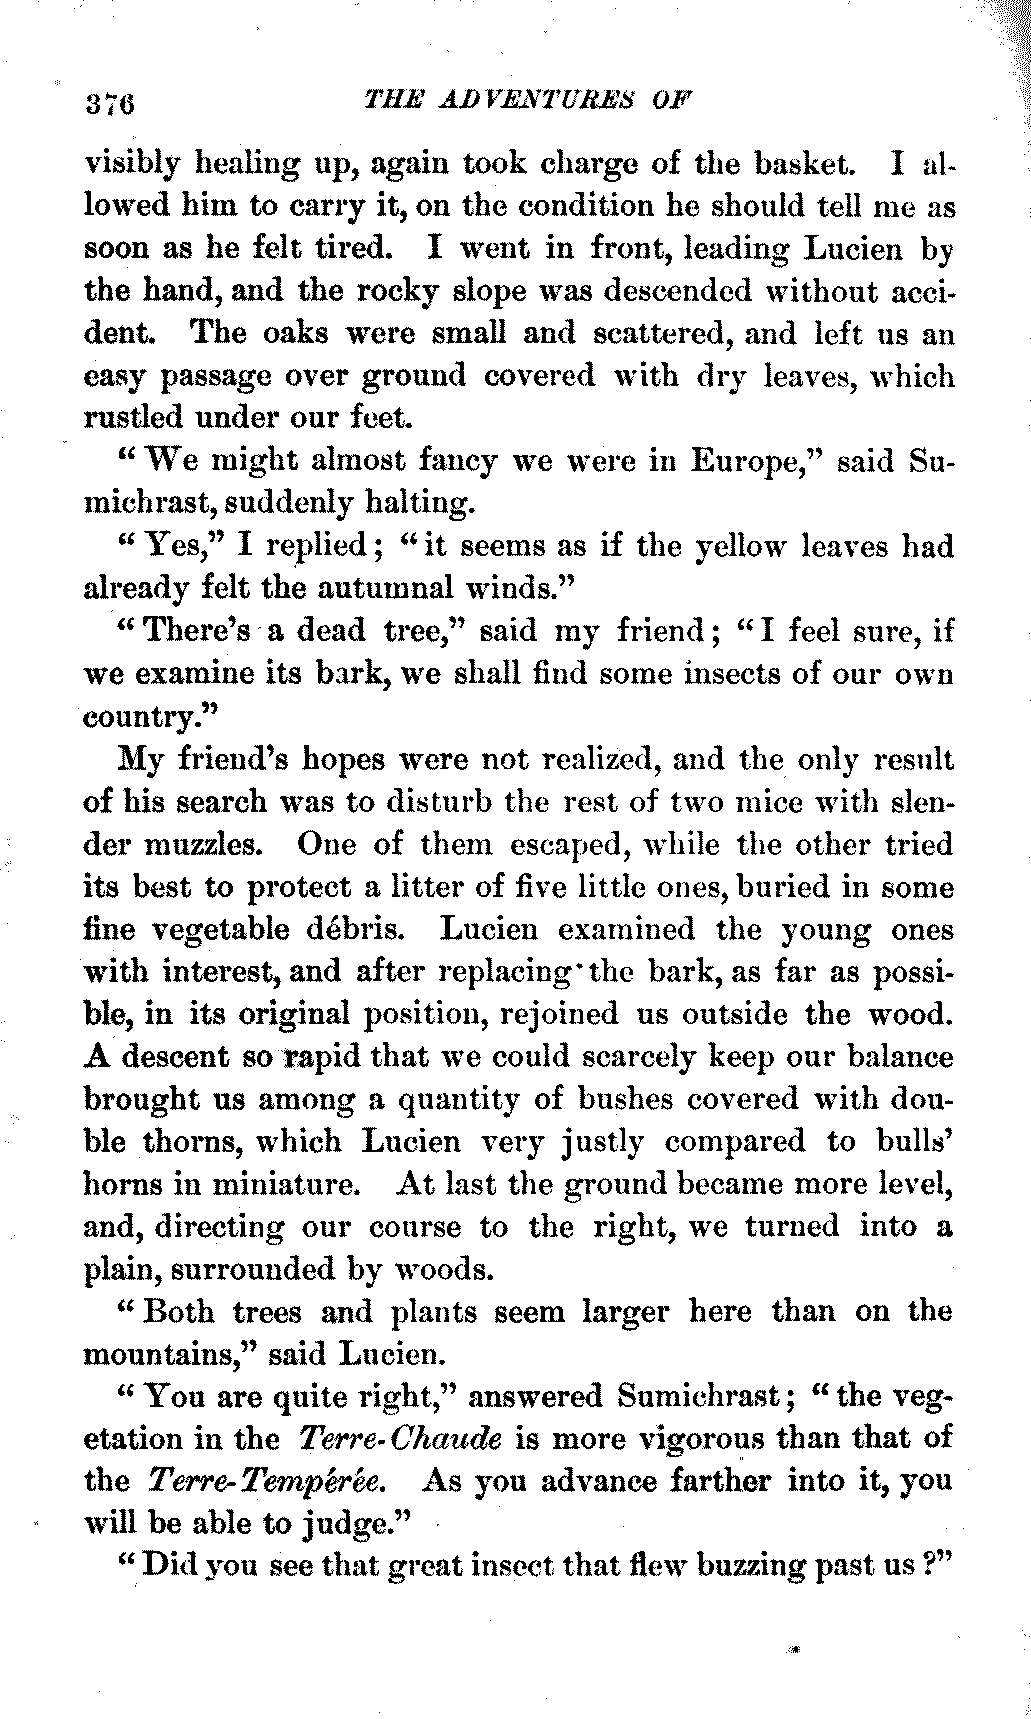 376 THE ADVENTURES OF
visibly healing up, again took charge of the basket. I al-
lowed him to carry it, on the condition he should tell me as
soon as he felt tired. I went in front, leading Lucien by
the hand, and the rocky slope was descended without acci-
dent. The oaks were small and scattered, and left us an
easy passage over ground covered with dry leaves, which
rustled under our feet.
"We might almost fancy we were in Europe," said Su-
michrast, suddenly halting.
"Yes," I replied; "it seems as if the yellow leaves had
already felt the autumnal winds."
"There's a dead tree," said my friend; "I feel sure, if
we examine its bark, we shall find some insects of our own
country."
My friend's hopes were not realized, and the only result
of his search was to disturb the rest of two mice with slen-
der muzzles. One of them escaped, while the other tried
its best to protect a litter of five little ones, buried in some
fine vegetable débris. Lucien examined the young ones
with interest, and after replacing the bark, as far as possi-
ble, in its original position, rejoined us outside the wood.
A descent so rapid that we could scarcely keep our balance
brought us among a quantity of bushes covered with dou-
ble thorns, which Lucien very justly compared to bulls'
horns in miniature. At last the ground became more level,
and, directing our course to the right, we turned into a
plain, surrounded by woods.
"Both trees and plants seem larger here than on the
mountains," said Lucien.
"You are quite right," answered Sumichrast; "the veg-
etation in the Terre-Chaude is more vigorous than that of
the Terre-Tempérée. As you advance farther into it, you
will be able to judge."
"Did you see that great insect that flew buzzing past us?"